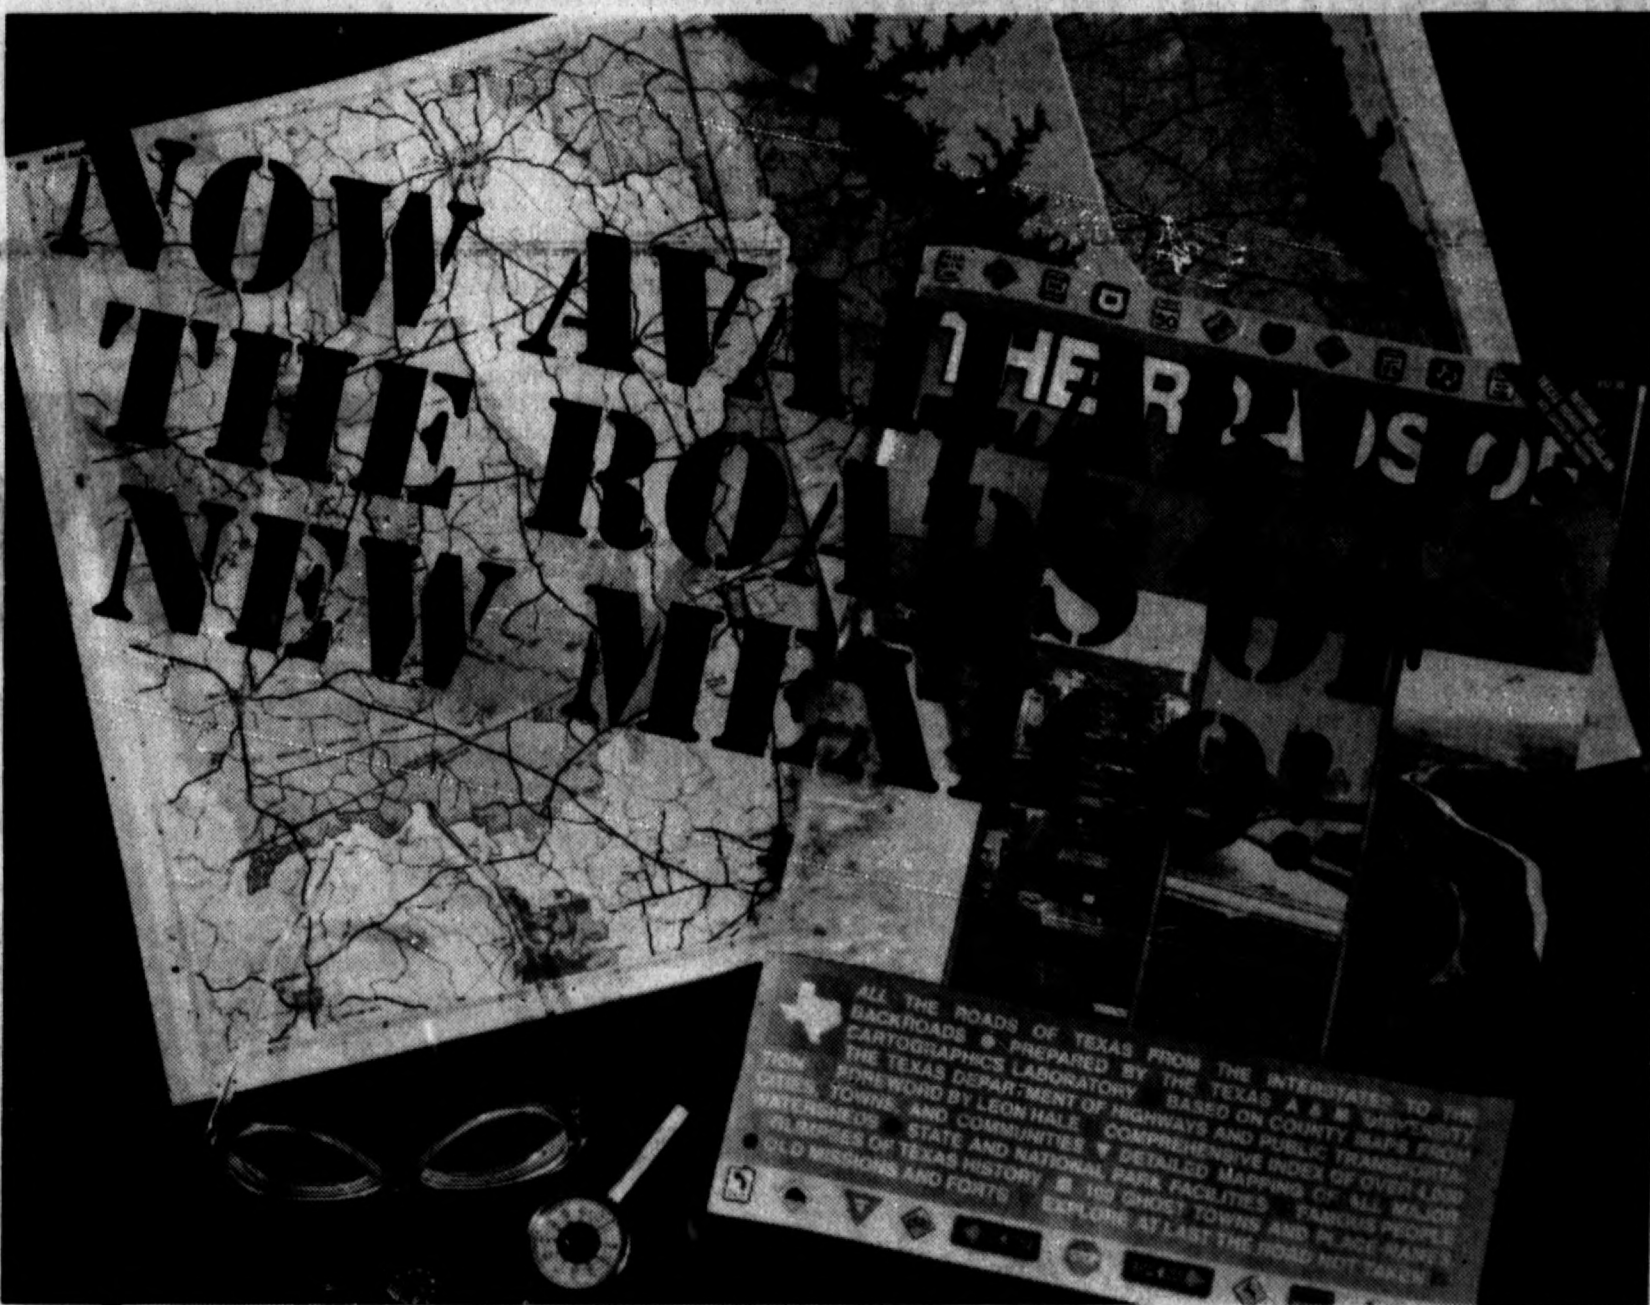 NOW AVAILABLE
THE ROADS OF
NEW MEXICO
THE ROADS OF
ALL THE ROADS OF TEXAS FROM THE INTERSTATES TO THE
BACKROADS PREPARED BY THE TEXAS A & M UNIVERSITY
CARTOGRAPHICS LABORATORY BASED ON COUNTY MAPS FROM
THE TEXAS DEPARTMENT OF HIGHWAYS AND PUBLIC TRANSPORTA-
TION FOREWORD BY LEON HALE COMPREHENSIVE INDEX OF OVER 4,000
CITIES, TOWNS, AND COMMUNITIES ▼ DETAILED MAPPING OF ALL MAJOR
WATERSHEDS STATE AND NATIONAL PARK FACILITIES FAMOUS PEOPLE
GLIMPSES OF TEXAS HISTORY 100 GHOST TOWNS AND PLACE NAMES
OLD MISSIONS AND FORTS EXPLORE AT LAST THE ROAD NOT TAKEN